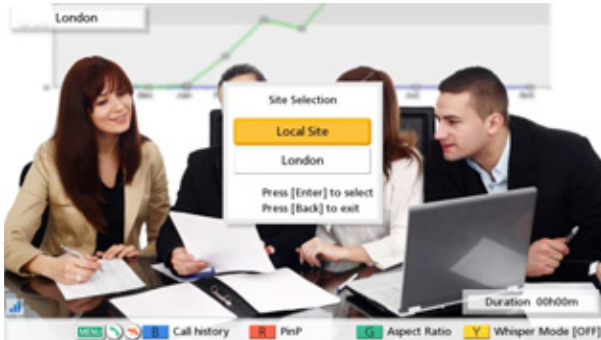 London
Site Selection
Local Site
London
Press [Enter] to select
Press [Back] to exit
Duration 00h00m
MENU B Call history R PinP G Aspect Ratio Y Whisper Mode [OFF]